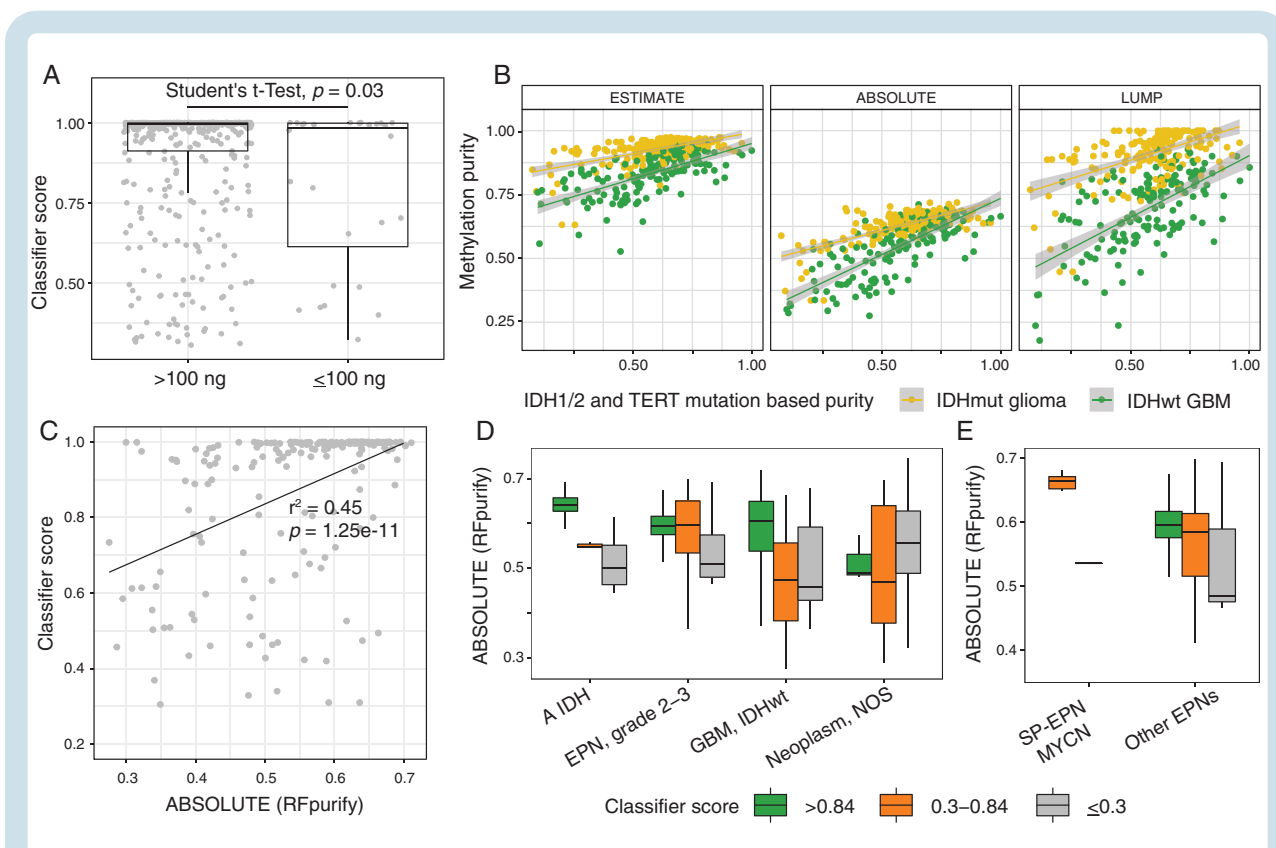 A
Student's t-Test, p = 0.03
Classifier score
1.00
0.75
0.50
>100 ng
≤100 ng
B
ESTIMATE
ABSOLUTE
LUMP
Methylation purity
1.00
0.75
0.50
0.25
0.50
1.00
0.50
1.00
0.50
1.00
IDH1/2 and TERT mutation based purity
IDHmut glioma
IDHwt GBM
C
Classifier score
1.0
0.8
0.6
0.4
0.2
r² = 0.45
p = 1.25e-11
0.3
0.4
0.5
0.6
0.7
ABSOLUTE (RFpurify)
D
ABSOLUTE (RFpurify)
0.7
0.5
0.3
A IDH
EPN, grade 2–3
GBM, IDHwt
Neoplasm, NOS
E
ABSOLUTE (RFpurify)
0.7
0.6
0.5
0.4
SP-EPN
MYCN
Other EPNs
Classifier score
>0.84
0.3–0.84
≤0.3